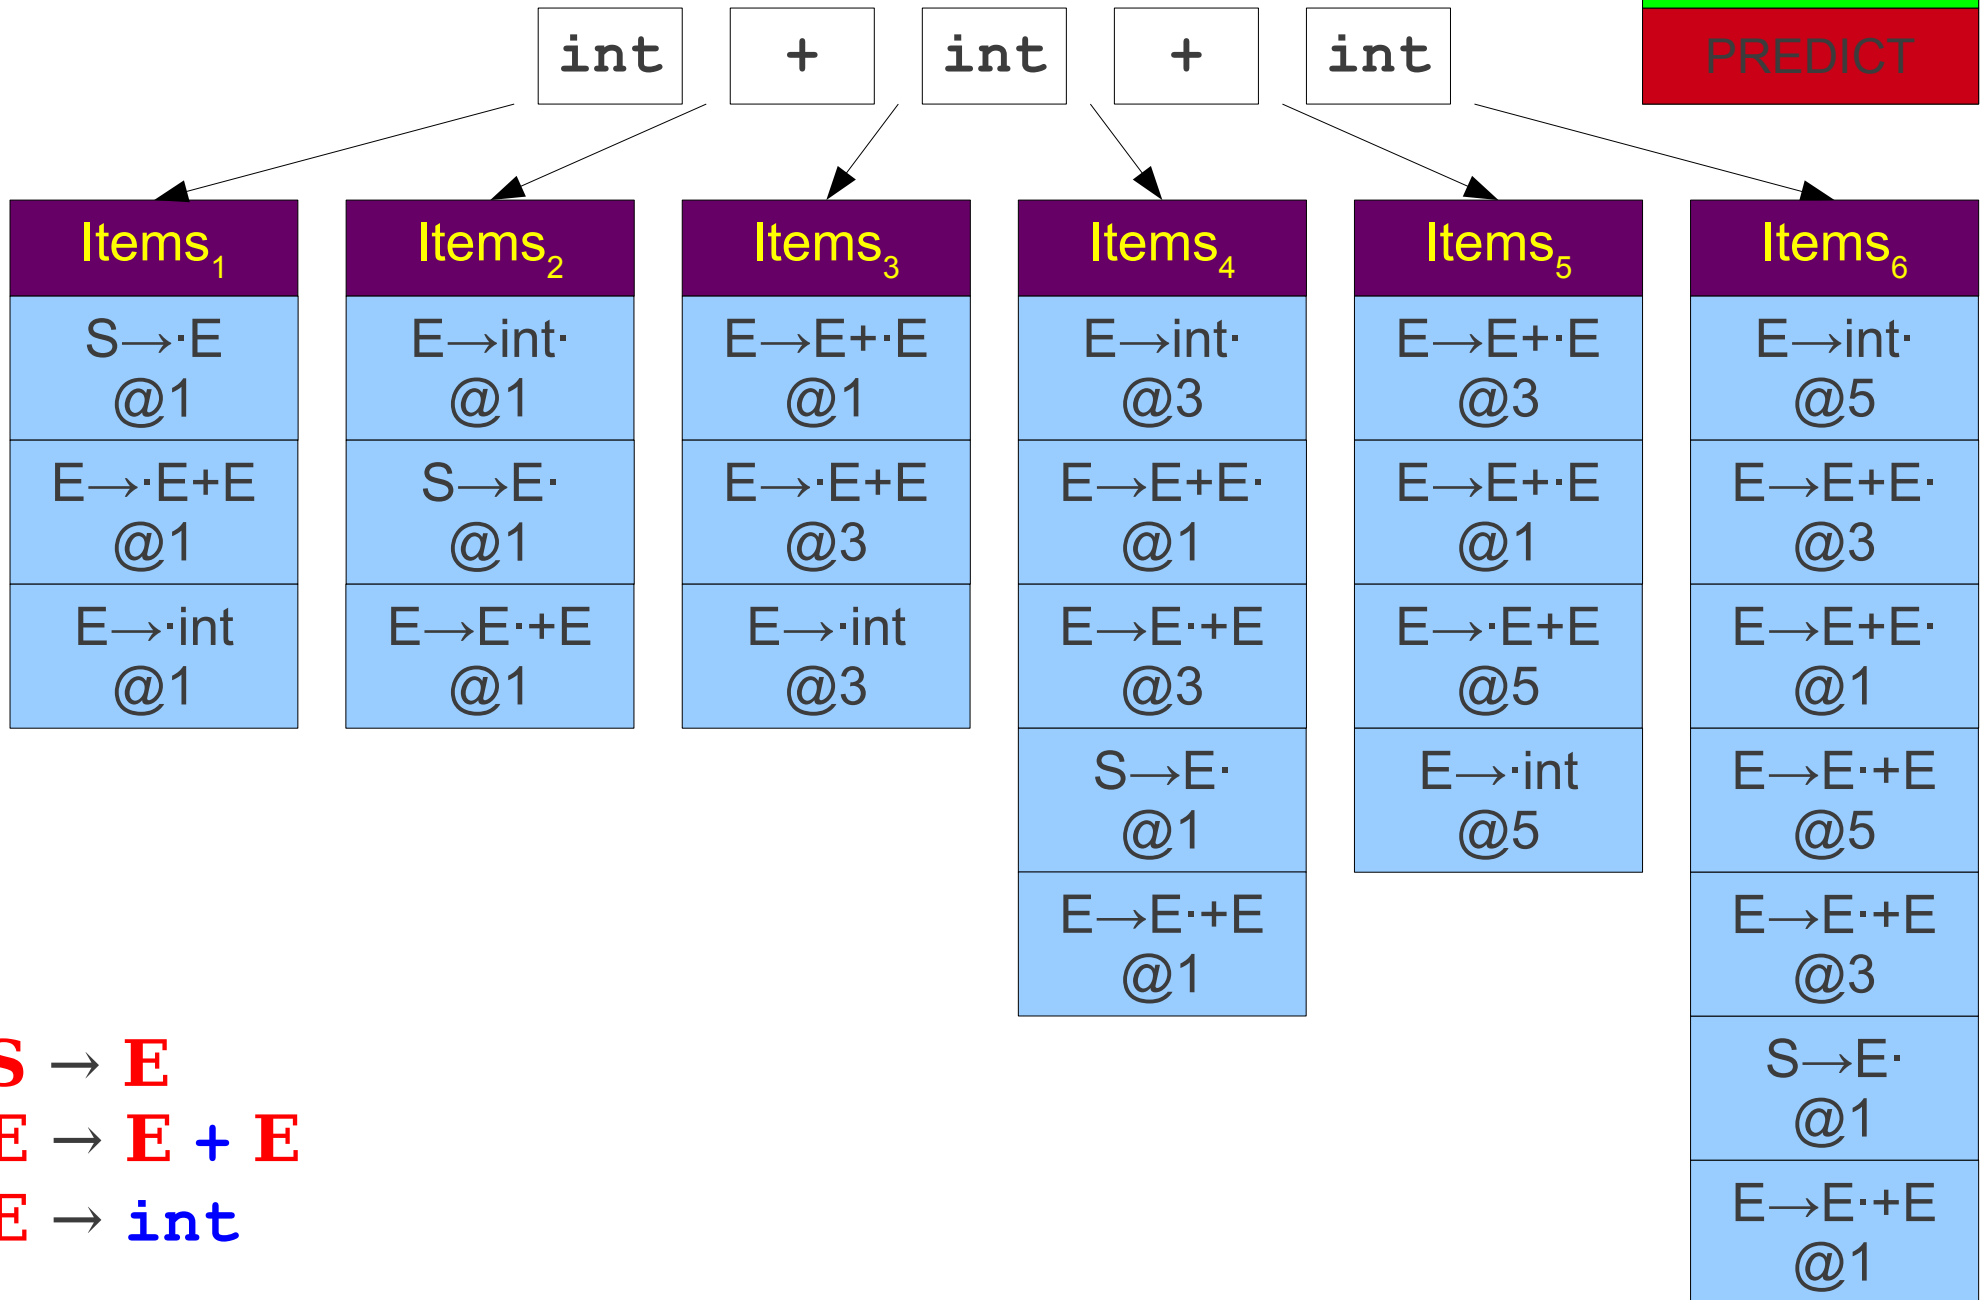 int + int + int
PREDICT
Items₁
S→·E
@1
E→·E+E
@1
E→·int
@1
Items₂
E→int·
@1
S→E·
@1
E→E·+E
@1
Items₃
E→E+·E
@1
E→·E+E
@3
E→·int
@3
Items₄
E→int·
@3
E→E+E·
@1
E→E·+E
@3
S→E·
@1
E→E·+E
@1
Items₅
E→E+·E
@3
E→E+·E
@1
E→·E+E
@5
E→·int
@5
Items₆
E→int·
@5
E→E+E·
@3
E→E+E·
@1
E→E·+E
@5
E→E·+E
@3
S→E·
@1
E→E·+E
@1
S → E
E → E + E
E → int